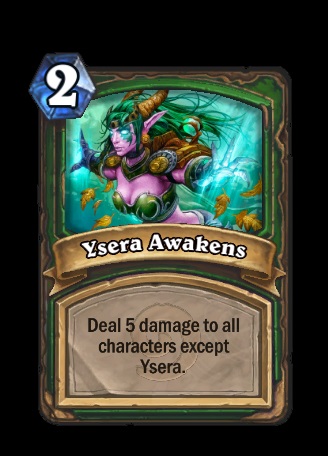 2
Ysera Awakens
Deal 5 damage to all
characters except
Ysera.